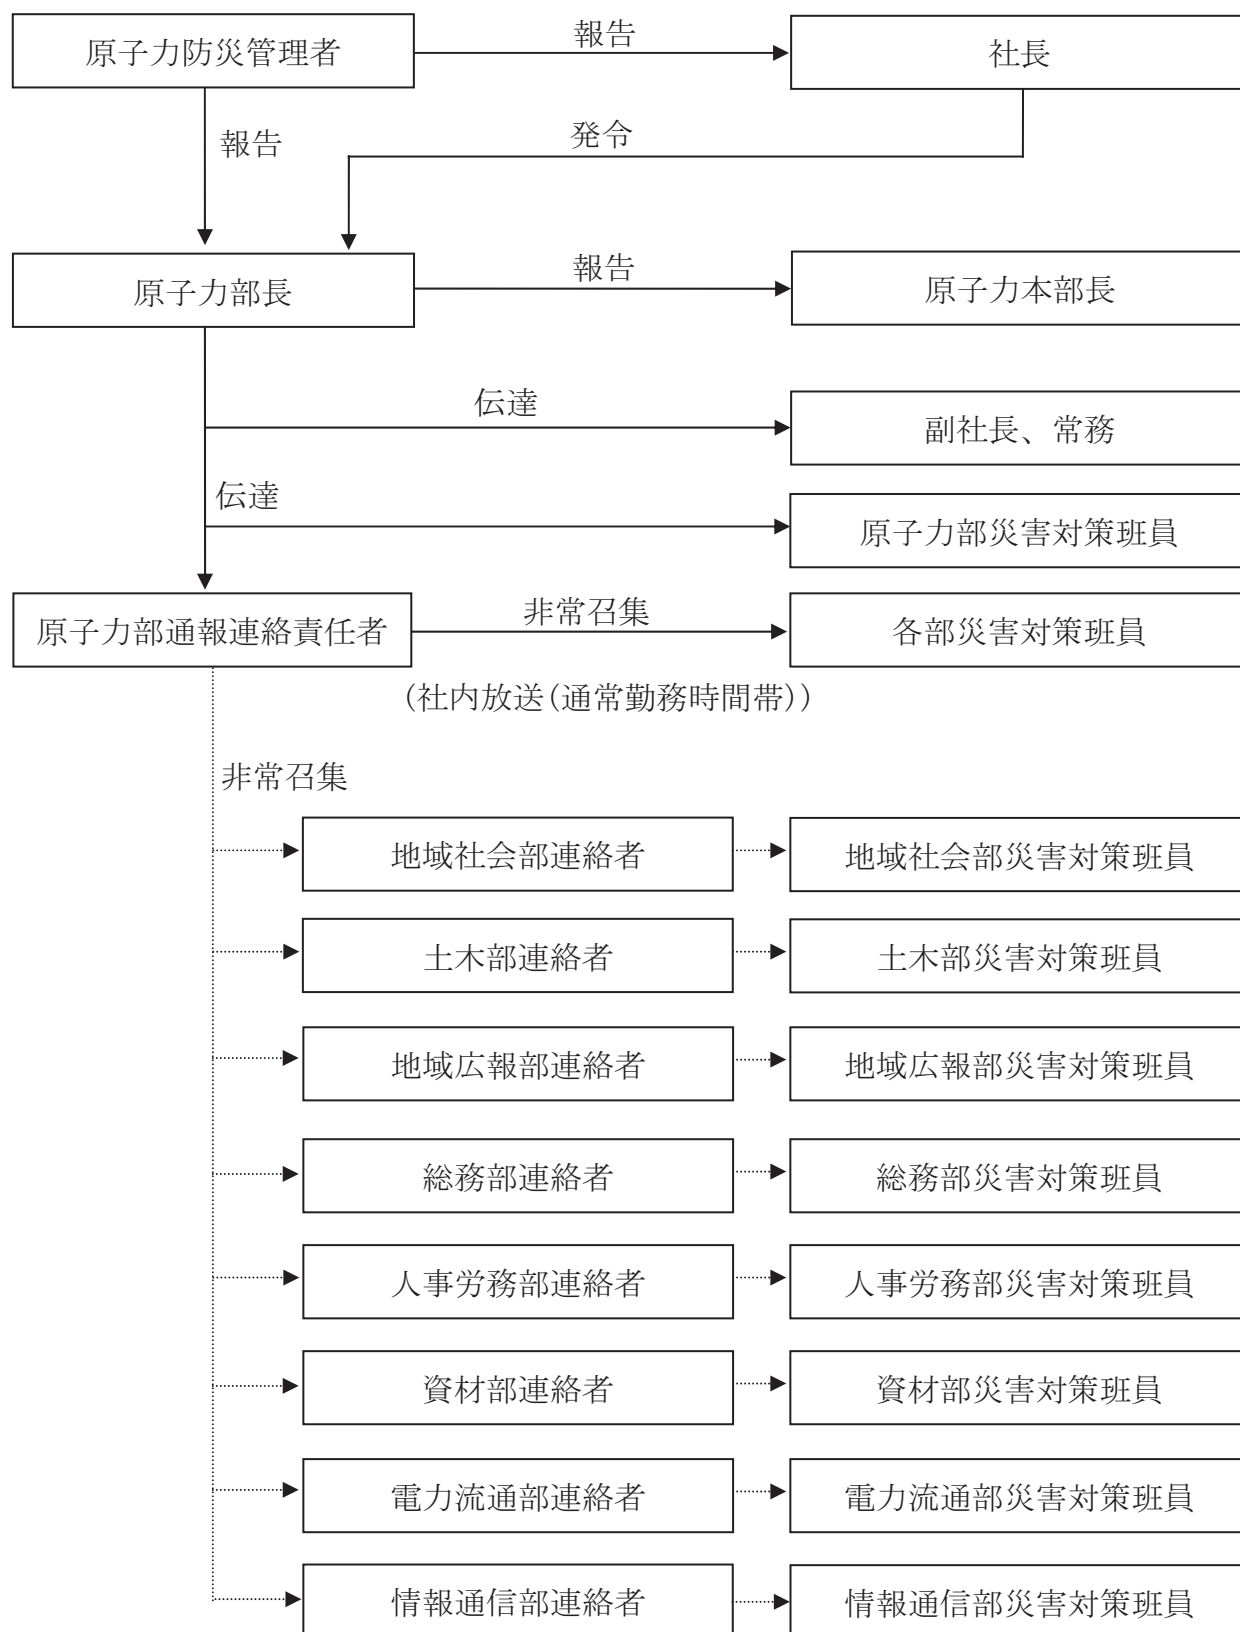 原子力防災管理者
報告
社長
報告
発令
原子力部長
報告
原子力本部長
伝達
副社長、常務
伝達
原子力部災害対策班員
原子力部通報連絡責任者
非常召集
各部災害対策班員
(社内放送(通常勤務時間帯))
非常召集
地域社会部連絡者
地域社会部災害対策班員
土木部連絡者
土木部災害対策班員
地域広報部連絡者
地域広報部災害対策班員
総務部連絡者
総務部災害対策班員
人事労務部連絡者
人事労務部災害対策班員
資材部連絡者
資材部災害対策班員
電力流通部連絡者
電力流通部災害対策班員
情報通信部連絡者
情報通信部災害対策班員